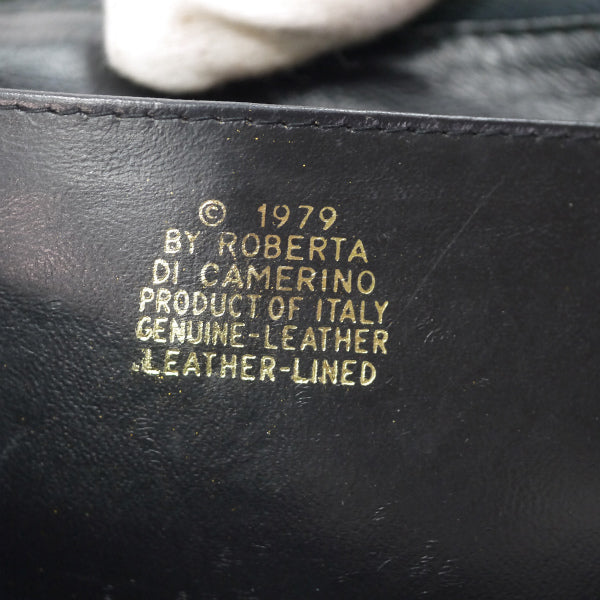 © 1979
BY ROBERTA
DI CAMERINO
PRODUCT OF ITALY
GENUINE-LEATHER
LEATHER-LINED